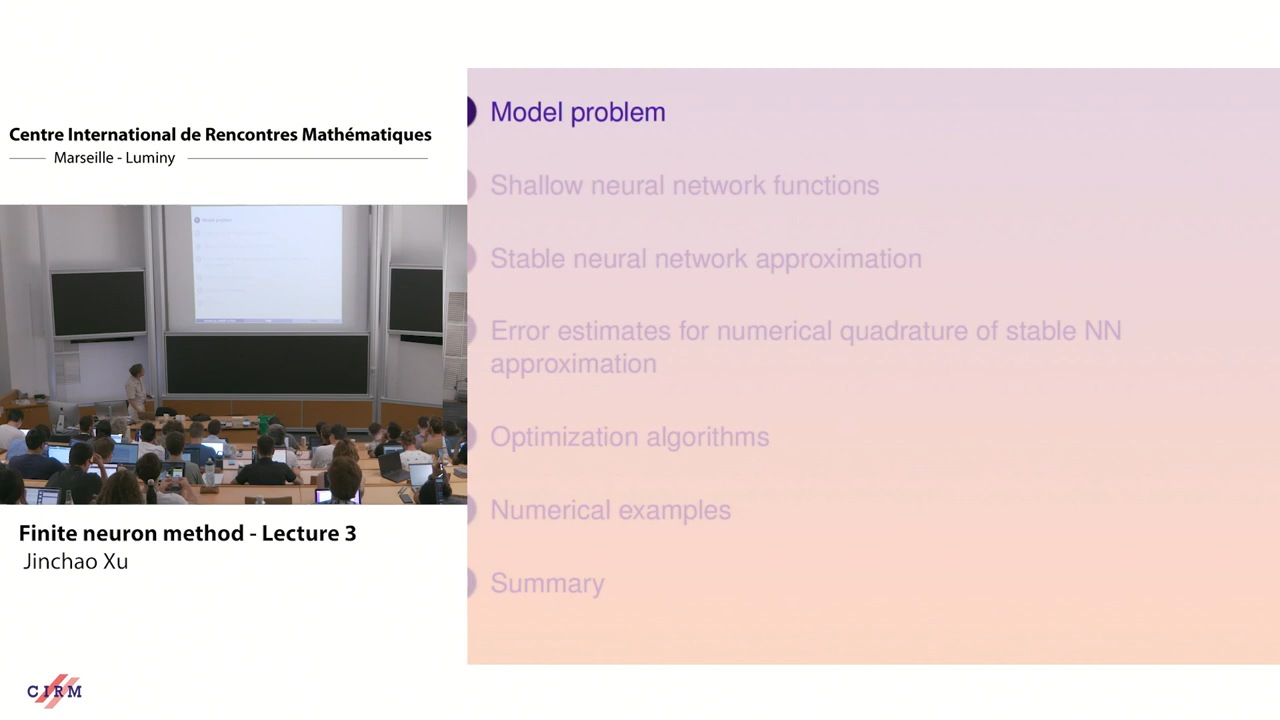 Centre International de Rencontres Mathématiques
Marseille - Luminy
Finite neuron method - Lecture 3
Jinchao Xu
CIRM
Model problem
Shallow neural network functions
Stable neural network approximation
Error estimates for numerical quadrature of stable NN
approximation
Optimization algorithms
Numerical examples
Summary